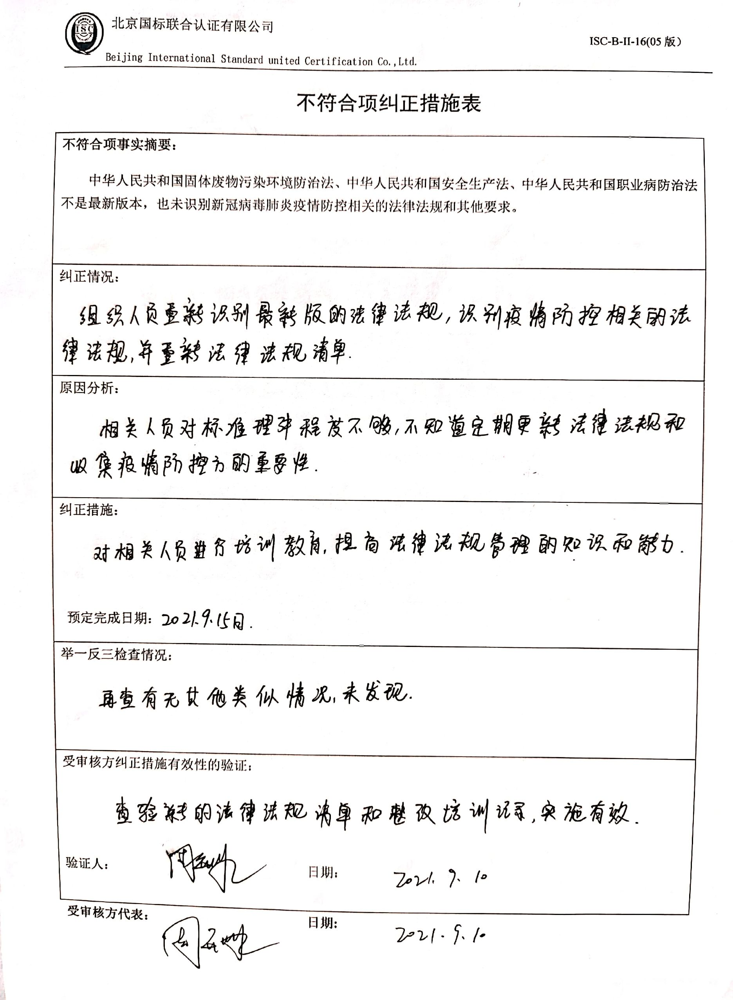 ISC
北京国标联合认证有限公司
ISC-B-II-16(05 版）
Beijing International Standard united Certification Co.,Ltd.
不符合项纠正措施表
不符合项事实摘要：
中华人民共和国固体废物污染环境防治法、中华人民共和国安全生产法、中华人民共和国职业病防治法
不是最新版本，也未识别新冠病毒肺炎疫情防控相关的法律法规和其他要求。
纠正情况：
组织人员重新识别最新版的法律法规，识别疫情防控相关的法
律法规，并重新法律法规清单.
原因分析：
相关人员对标准理解程度不够，不知道定期更新法律法规和
收集疫情防控方的重要性.
纠正措施：
对相关人员进行培训教育，提高法律法规管理的知识和能力.
预定完成日期：2021.9.15日.
举一反三检查情况：
再查有无其他类似情况，未发现.
受审核方纠正措施有效性的验证：
查验新的法律法规清单和整改培训记录，实施有效.
验证人： 日期： 2021. 9. 10
受审核方代表： 日期： 2021. 9. 10